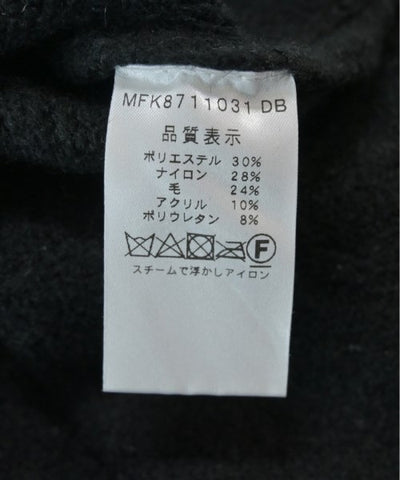 MFK8711031 DB
品質表示
ポリエステル 30%
ナイロン 28%
毛 24%
アクリル 10%
ポリウレタン 8%
F
スチームで浮かしアイロン